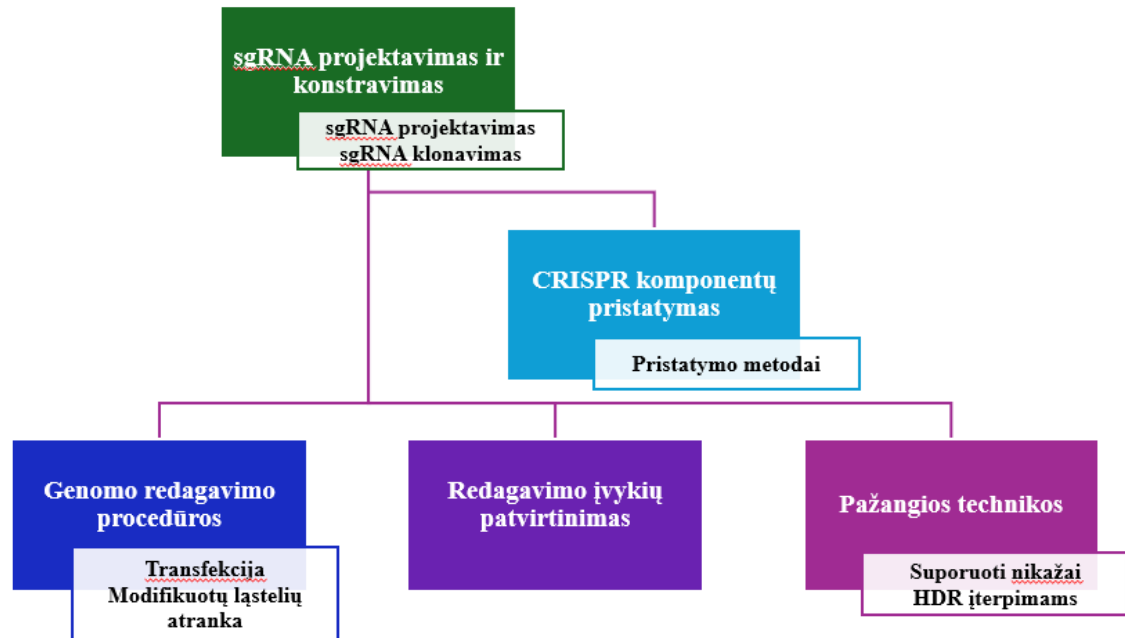 sgRNA projektavimas ir
konstravimas
sgRNA projektavimas
sgRNA klonavimas
CRISPR komponentų
pristatymas
Pristatymo metodai
Genomo redagavimo
procedūros
Transfekcija
Modifikuotų ląstelių
atranka
Redagavimo įvykių
patvirtinimas
Pažangios technikos
Suporuoti nikažai
HDR įterpimams